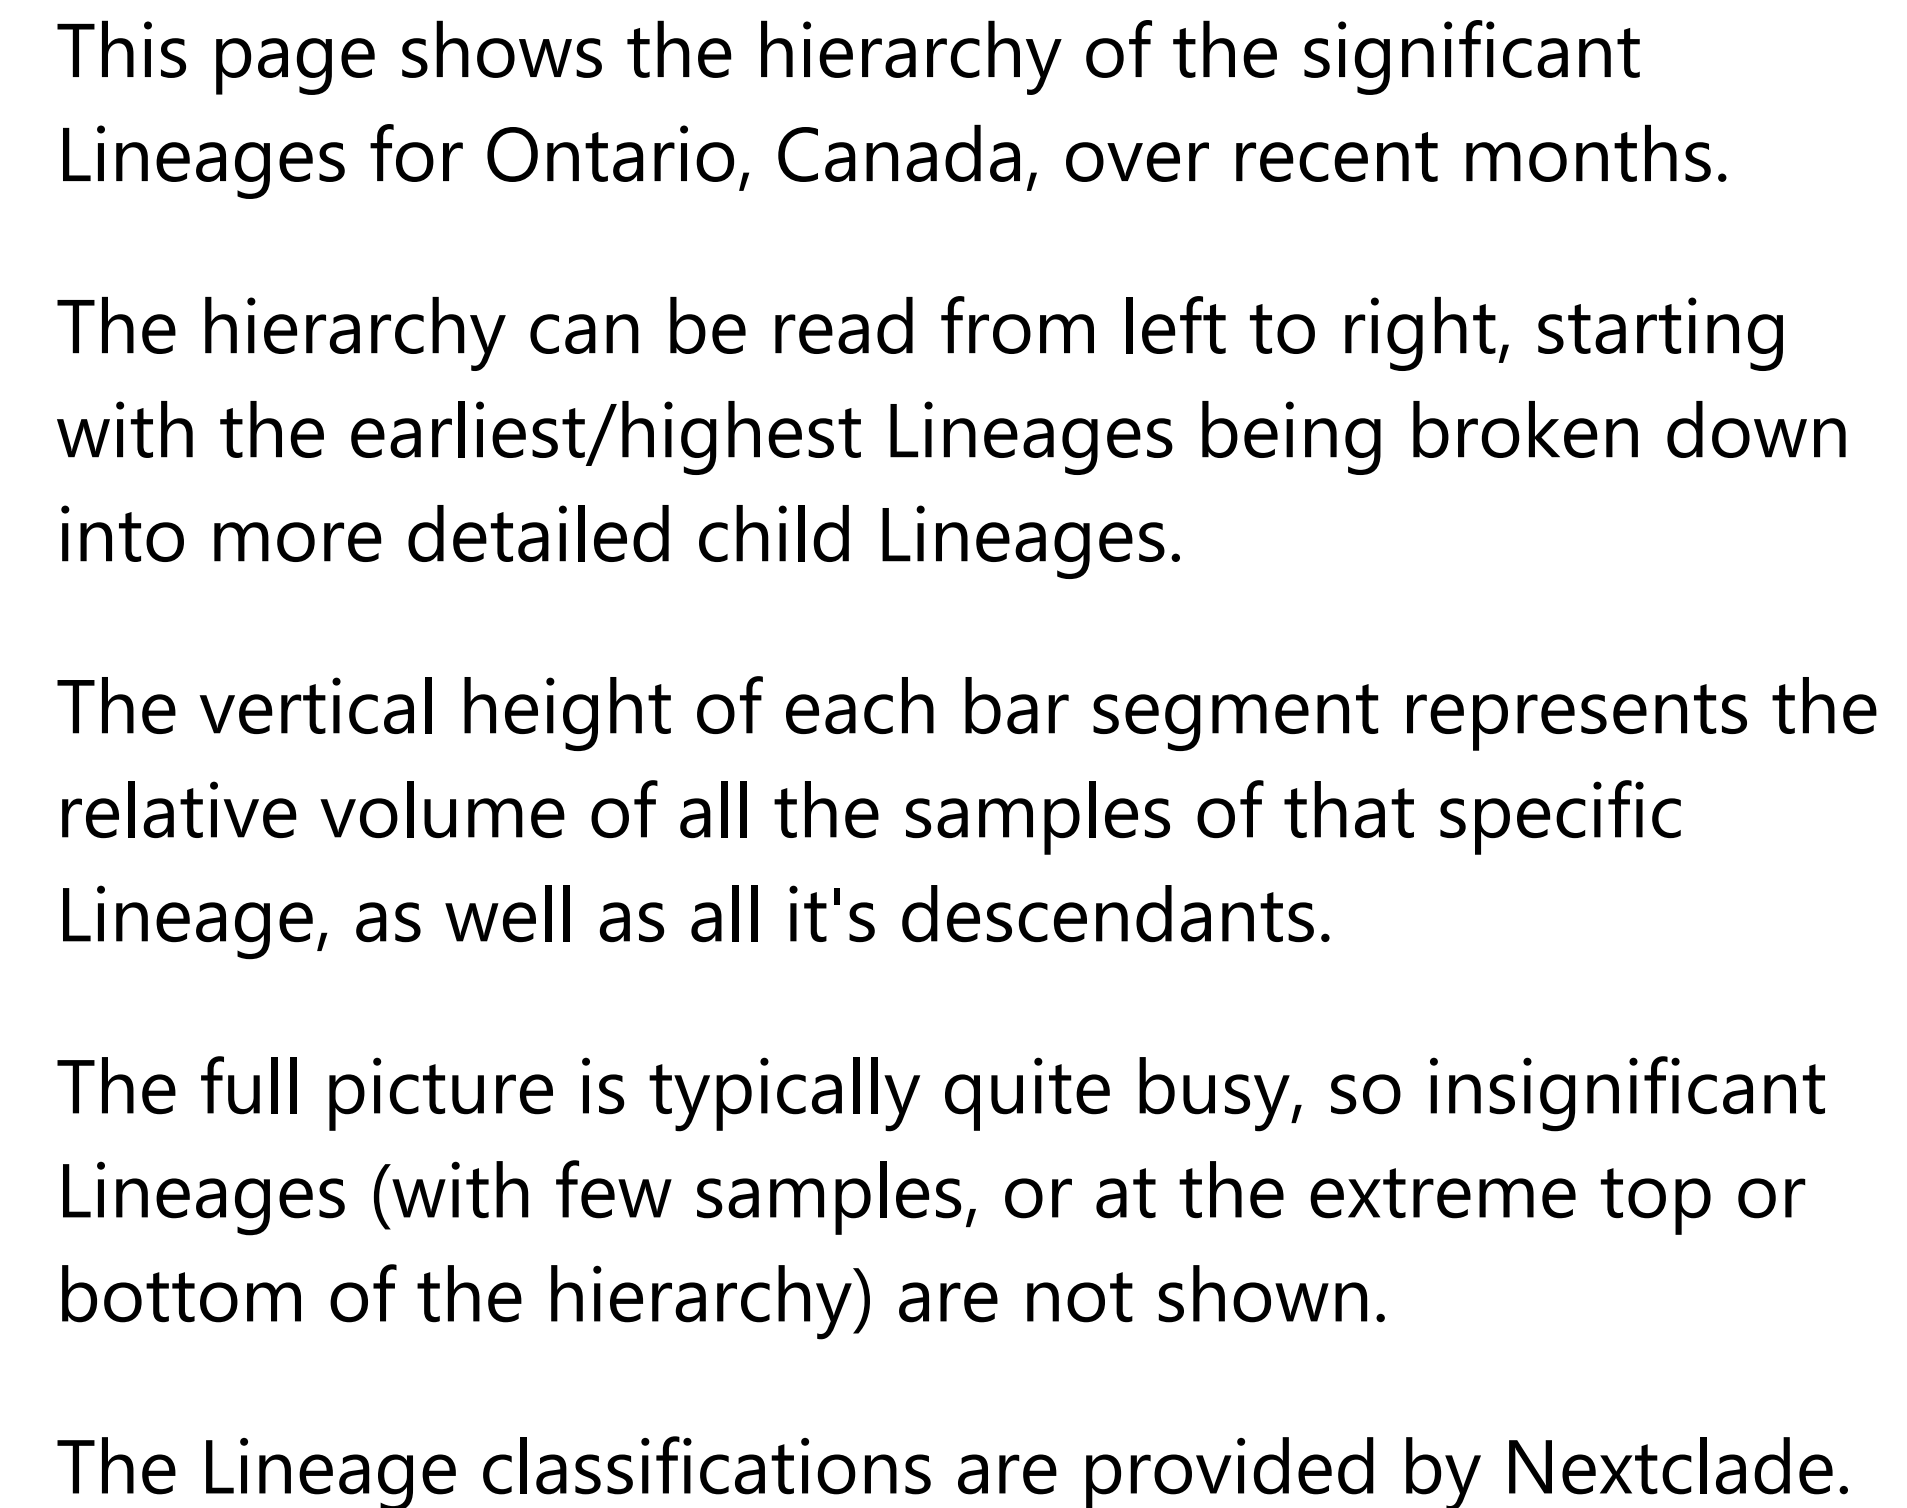 This page shows the hierarchy of the significant
Lineages for Ontario, Canada, over recent months.
The hierarchy can be read from left to right, starting
with the earliest/highest Lineages being broken down
into more detailed child Lineages.
The vertical height of each bar segment represents the
relative volume of all the samples of that specific
Lineage, as well as all it's descendants.
The full picture is typically quite busy, so insignificant
Lineages (with few samples, or at the extreme top or
bottom of the hierarchy) are not shown.
The Lineage classifications are provided by Nextclade.